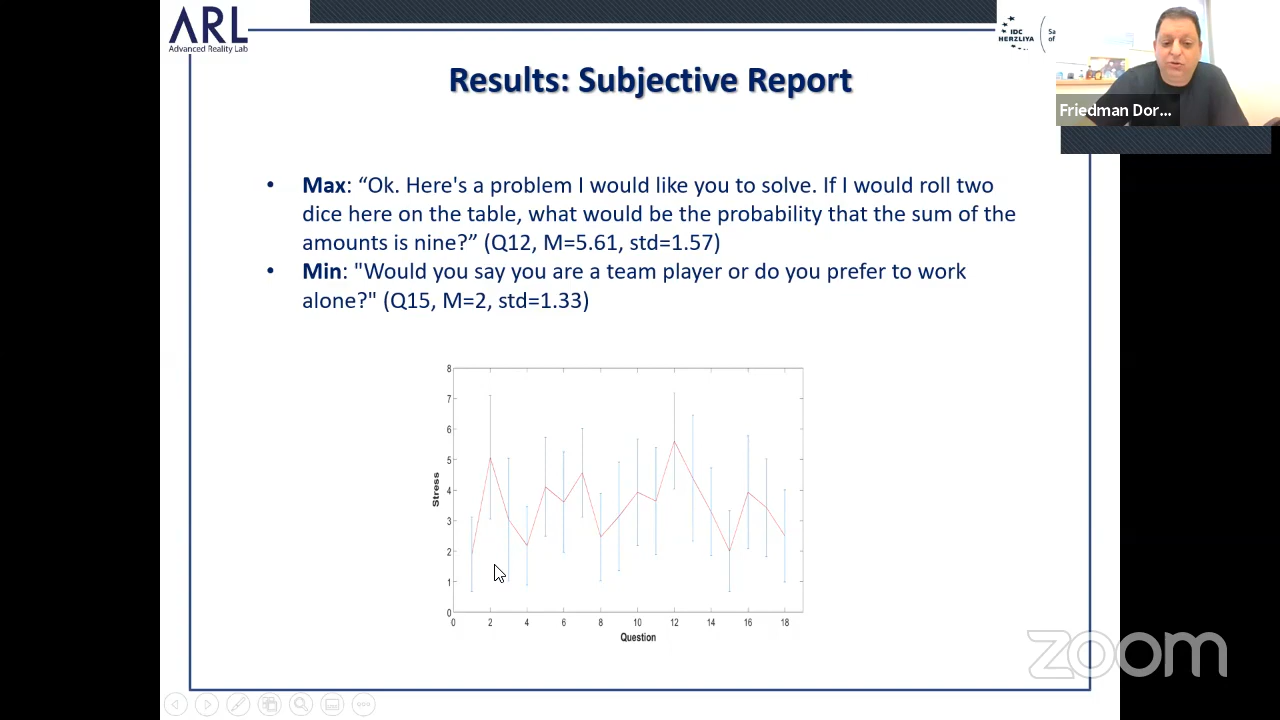 ARL
Advanced Reality Lab
IDC
HERZLIYA
Sa
of
Friedman Dor...
Results: Subjective Report
• Max: “Ok. Here's a problem I would like you to solve. If I would roll two
dice here on the table, what would be the probability that the sum of the
amounts is nine?” (Q12, M=5.61, std=1.57)
• Min: "Would you say you are a team player or do you prefer to work
alone?" (Q15, M=2, std=1.33)
8
7
6
5
4
3
2
1
0
Stress
0 2 4 6 8 10 12 14 16 18
Question
zoom